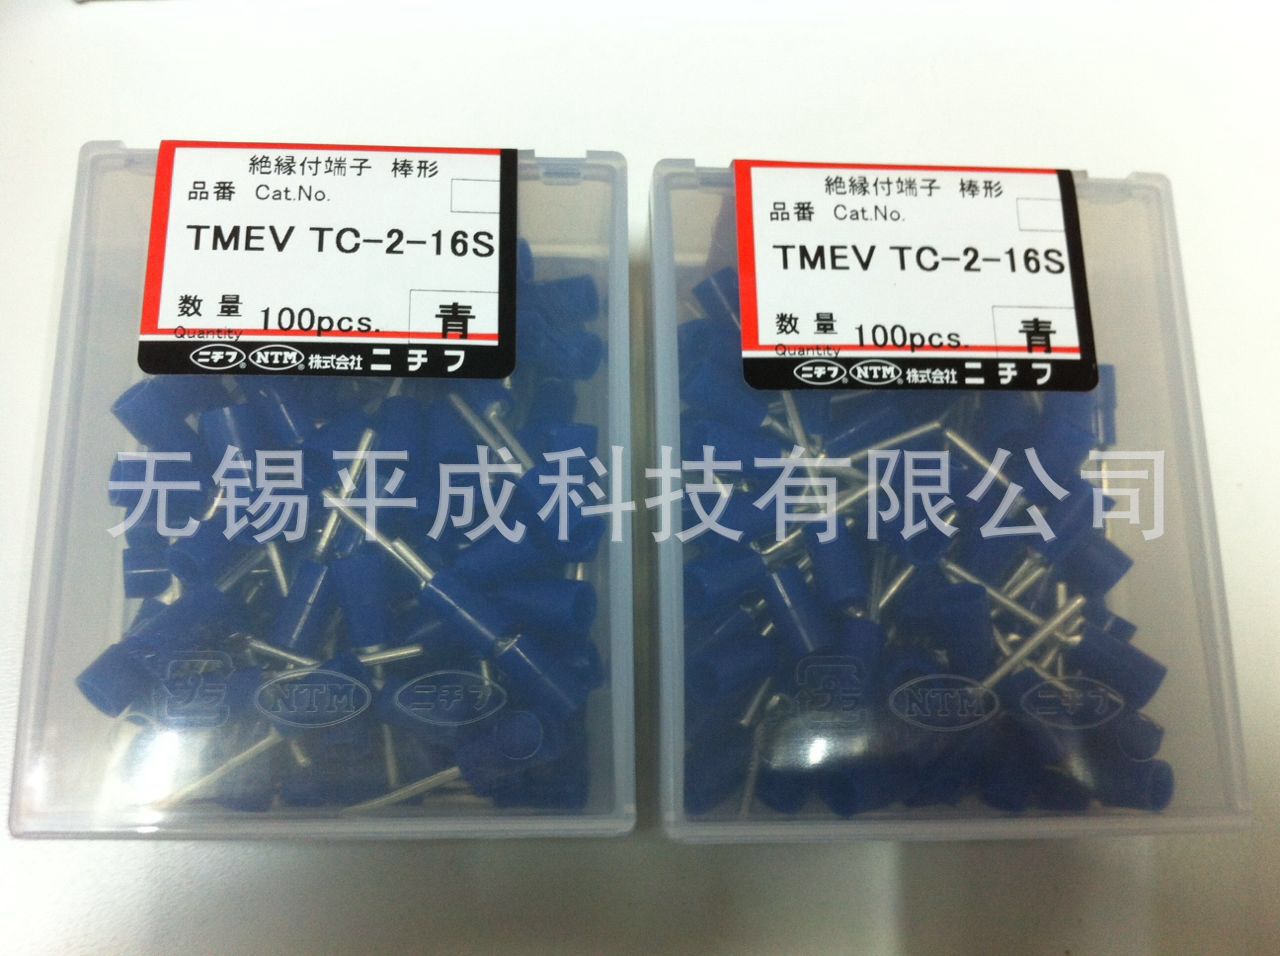 絶縁付端子 棒形
品番 Cat.No.
TMEV TC-2-16S
数量 100pcs. 青
Quantity
ニチフ® NTM® 株式会社ニチフ
絶縁付端子 棒形
品番 Cat.No.
TMEV TC-2-16S
数量 100pcs. 青
Quantity
ニチフ® NTM® 株式会社ニチフ
无锡平成科技有限公司
プラ NTM ニチフ
プラ NTM ニチフ